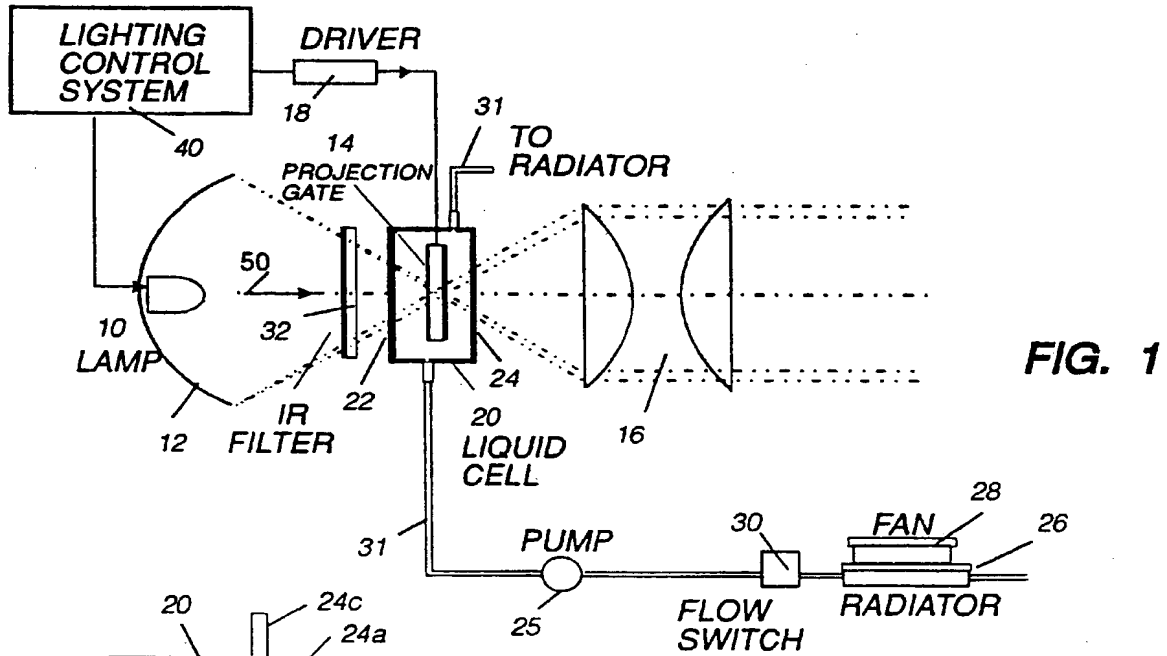 LIGHTING
CONTROL
SYSTEM
40
DRIVER
18
14
PROJECTION
GATE
31
TO
RADIATOR
50
10
LAMP
12
32
IR
FILTER
22
24
20
LIQUID
CELL
16
FIG. 1
31
PUMP
25
30
FLOW
SWITCH
FAN
28
26
RADIATOR
20
24c
24a